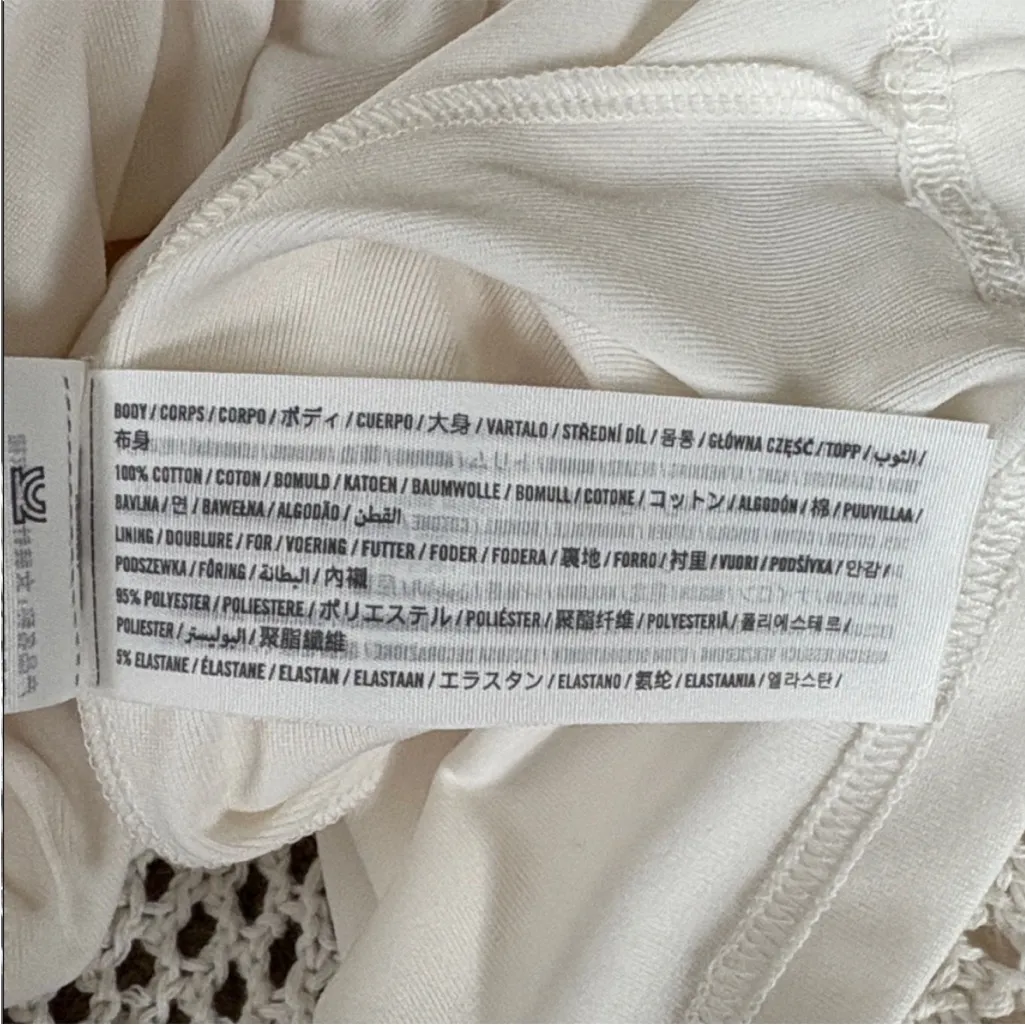 BODY / CORPS / CORPO / ボディ / CUERPO / 大身 / VARTALO / STŘEDNÍ DÍL / 몸통 / GŁÓWNA CZĘŚĆ / TOPP / الثوب /
布身
100% COTTON / COTON / BOMULD / KATOEN / BAUMWOLLE / BOMULL / COTONE / コットン / ALGODÓN / 棉 / PUUVILLAA /
BAVLNA / 면 / BAWEŁNA / ALGODÃO / القطن
LINING / DOUBLURE / FOR / VOERING / FUTTER / FODER / FODERA / 裏地 / FORRO / 衬里 / VUORI / PODŠÍVKA / 안감 /
PODSZEWKA / FÔRING / البطانة / 內襯
95% POLYESTER / POLIESTERE / ポリエステル / POLIÉSTER / 聚酯纤维 / POLYESTERIÄ / 폴리에스테르 /
POLIESTER / البوليستر / 聚脂纖維
5% ELASTANE / ÉLASTANE / ELASTAN / ELASTAAN / エラスタン / ELASTANO / 氨纶 / ELASTAANIA / 엘라스탄 /